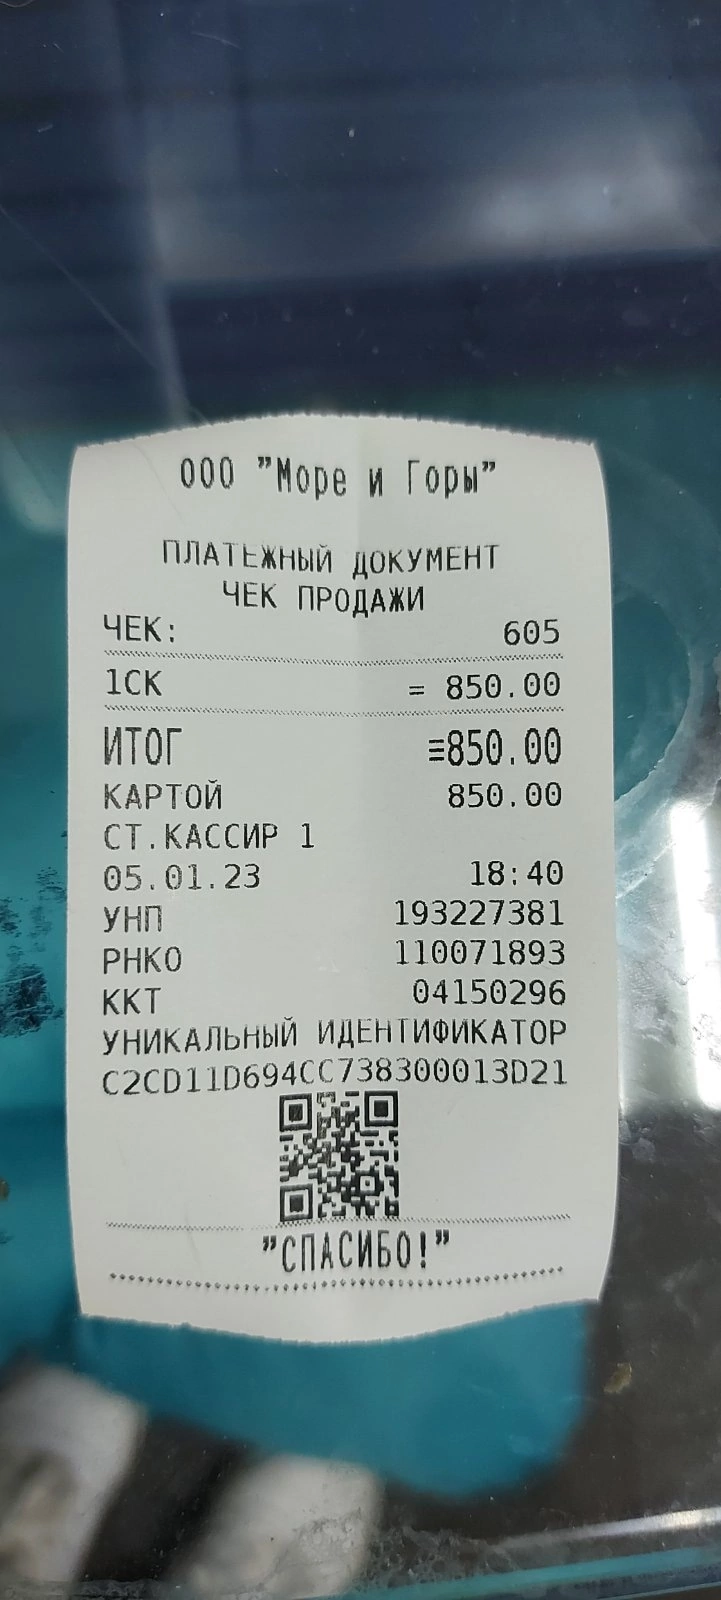 ООО "Море и Горы"
ПЛАТЕЖНЫЙ ДОКУМЕНТ
ЧЕК ПРОДАЖИ
ЧЕК: 605
1СК = 850.00
ИТОГ ≡850.00
КАРТОЙ 850.00
СТ.КАССИР 1
05.01.23 18:40
УНП 193227381
РНКО 110071893
ККТ 04150296
УНИКАЛЬНЫЙ ИДЕНТИФИКАТОР
C2CD11D694CC738300013D21
"СПАСИБО!"